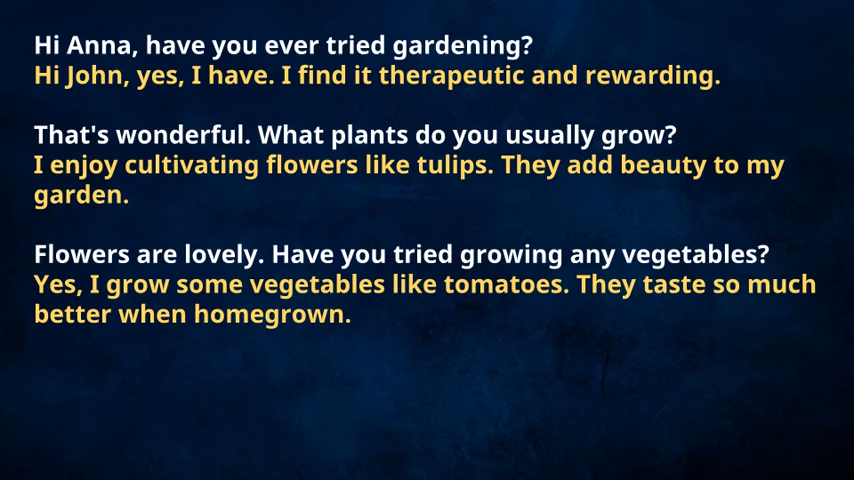 Hi Anna, have you ever tried gardening?
Hi John, yes, I have. I find it therapeutic and rewarding.
That's wonderful. What plants do you usually grow?
I enjoy cultivating flowers like tulips. They add beauty to my
garden.
Flowers are lovely. Have you tried growing any vegetables?
Yes, I grow some vegetables like tomatoes. They taste so much
better when homegrown.